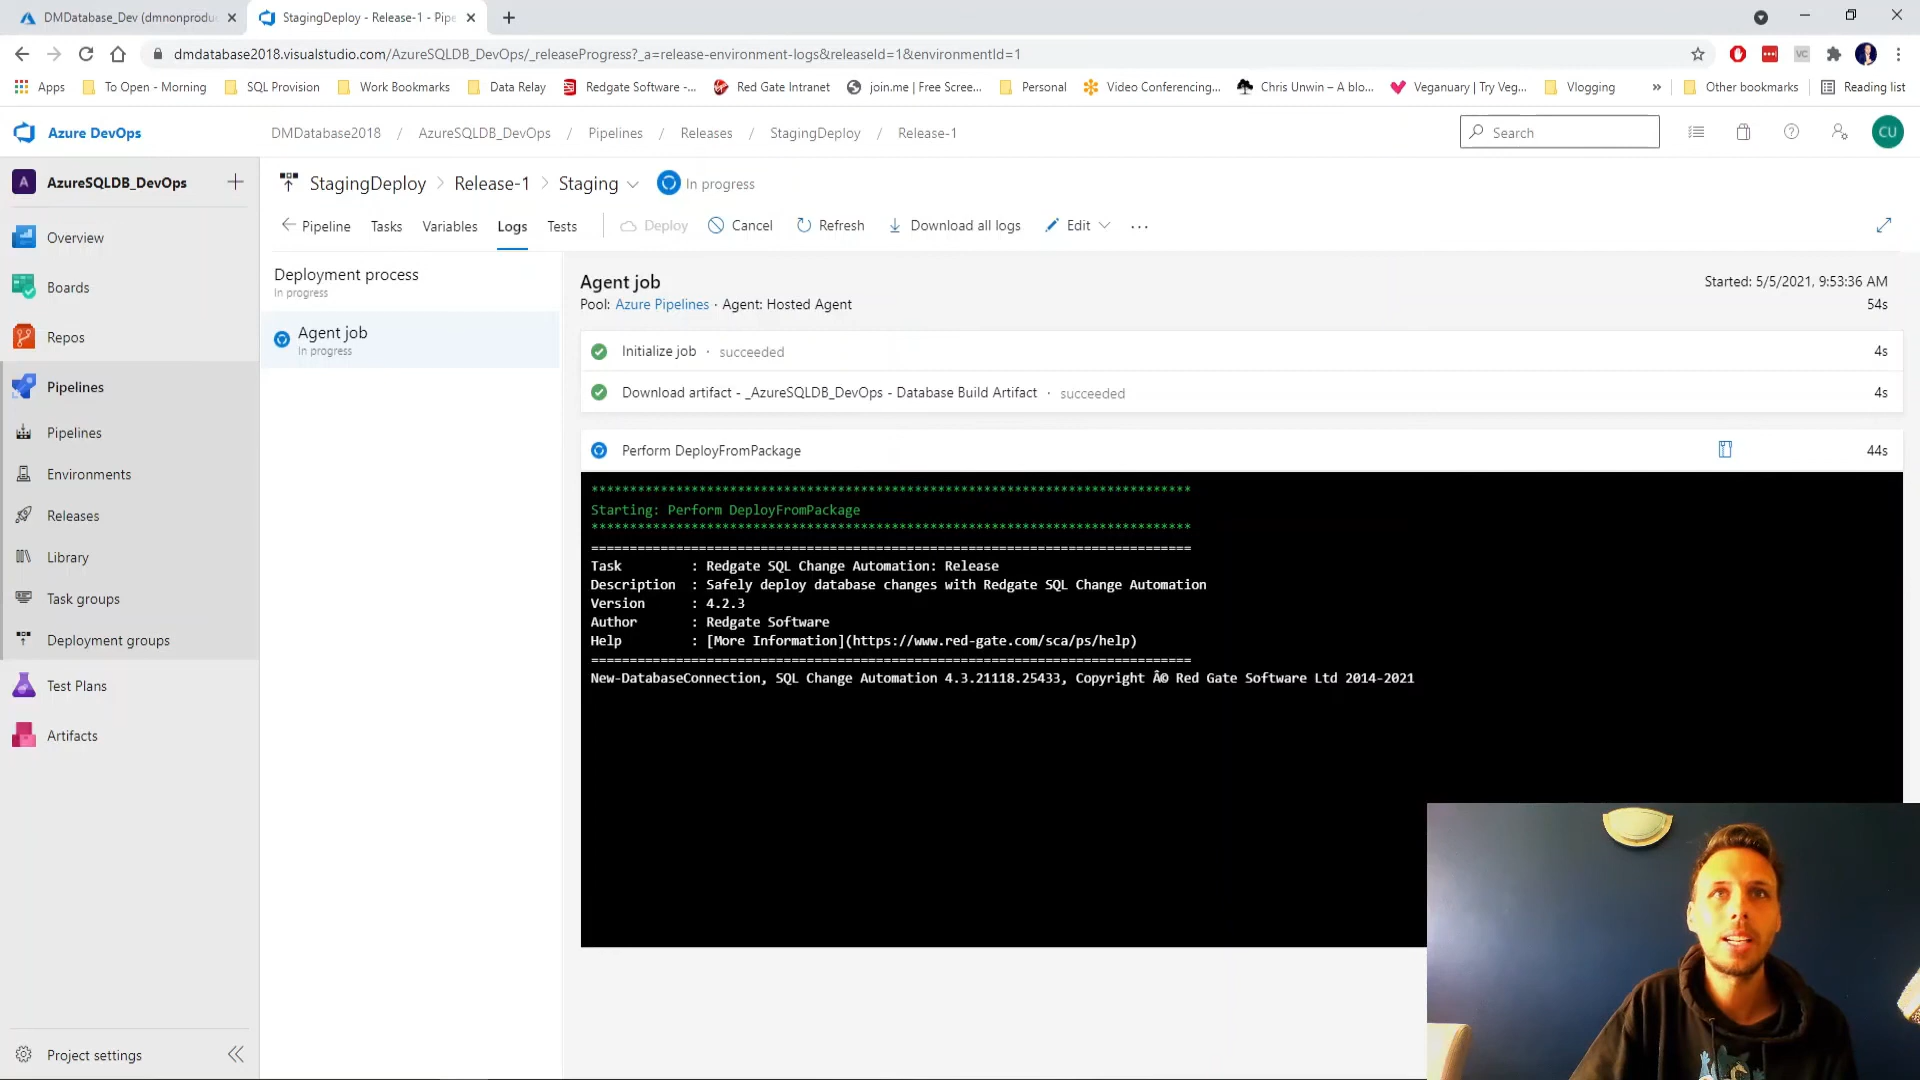 DMDatabase_Dev (dmnonprodu
StagingDeploy - Release-1 - Pipe
dmdatabase2018.visualstudio.com/AzureSQLDB_DevOps/_releaseProgress?_a=release-environment-logs&releaseId=1&environmentId=1
Apps
To Open - Morning
SQL Provision
Work Bookmarks
Data Relay
Redgate Software -...
Red Gate Intranet
join.me | Free Scree...
Personal
Video Conferencing...
Chris Unwin – A blo...
Veganuary | Try Veg...
Vlogging
»
Other bookmarks
Reading list
Azure DevOps
DMDatabase2018 / AzureSQLDB_DevOps / Pipelines / Releases / StagingDeploy / Release-1
Search
CU
A
AzureSQLDB_DevOps
Overview
Boards
Repos
Pipelines
Pipelines
Environments
Releases
Library
Task groups
Deployment groups
Test Plans
Artifacts
Project settings
StagingDeploy > Release-1 > Staging
In progress
Pipeline
Tasks
Variables
Logs
Tests
Deploy
Cancel
Refresh
Download all logs
Edit
...
Deployment process
In progress
Agent job
In progress
Agent job
Pool: Azure Pipelines · Agent: Hosted Agent
Started: 5/5/2021, 9:53:36 AM
54s
Initialize job · succeeded
4s
Download artifact - _AzureSQLDB_DevOps - Database Build Artifact · succeeded
4s
Perform DeployFromPackage
44s
******************************************************************************
Starting: Perform DeployFromPackage
******************************************************************************
==============================================================================
Task         : Redgate SQL Change Automation: Release
Description  : Safely deploy database changes with Redgate SQL Change Automation
Version      : 4.2.3
Author       : Redgate Software
Help         : [More Information](https://www.red-gate.com/sca/ps/help)
==============================================================================
New-DatabaseConnection, SQL Change Automation 4.3.21118.25433, Copyright Â© Red Gate Software Ltd 2014-2021